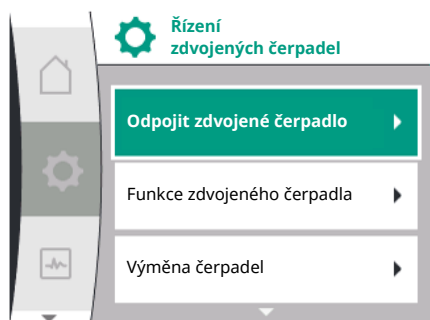 Řízení
zdvojených čerpadel
Odpojit zdvojené čerpadlo
Funkce zdvojeného čerpadla
Výměna čerpadel